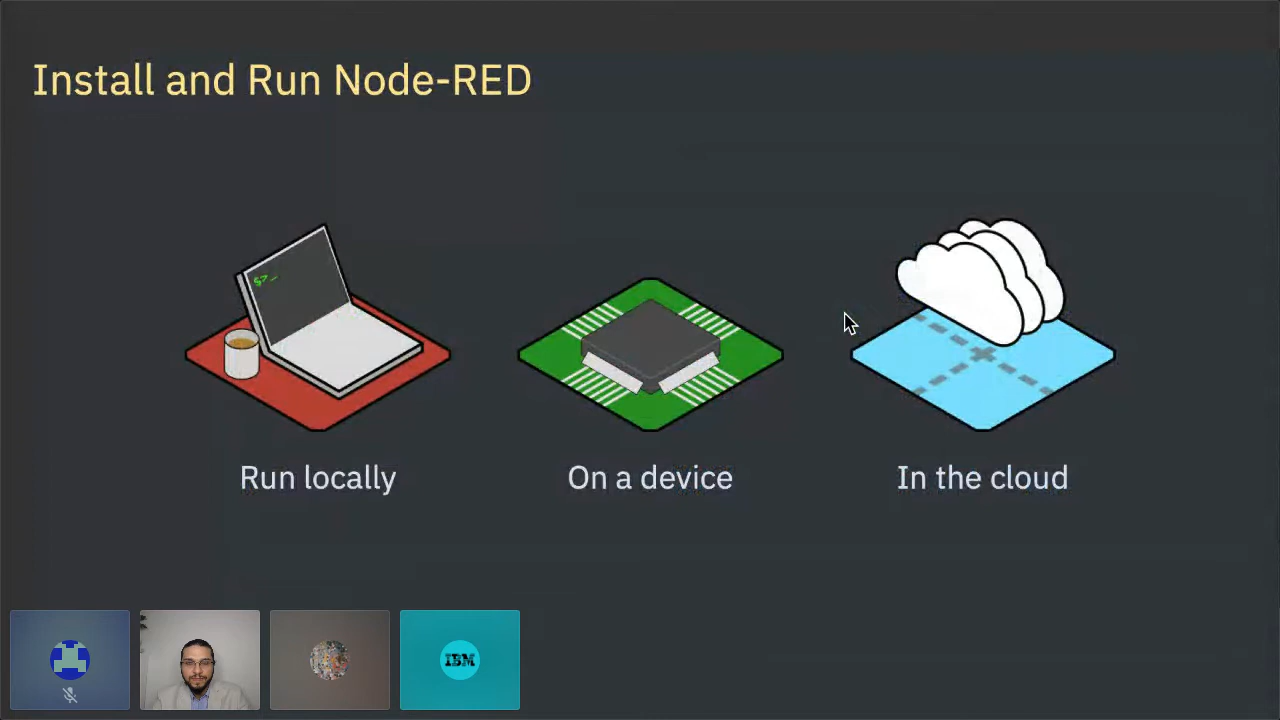 Install and Run Node-RED
$?-
Run locally
On a device
In the cloud
IBM